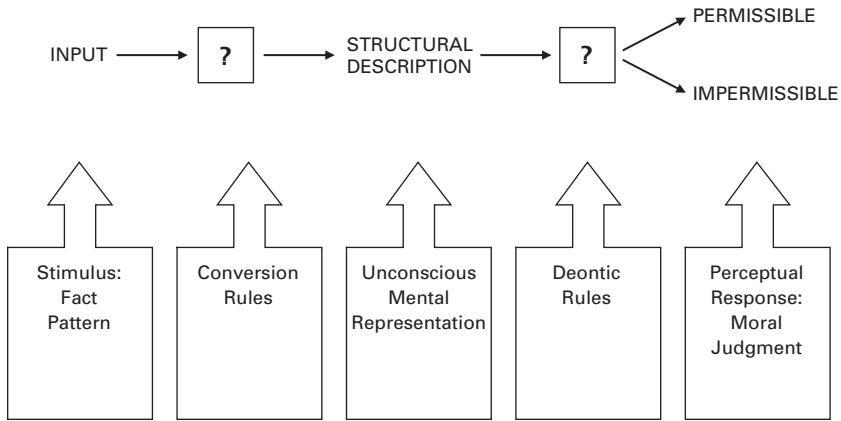 PERMISSIBLE
INPUT
?
STRUCTURAL
DESCRIPTION
?
IMPERMISSIBLE
Stimulus:
Fact
Pattern
Conversion
Rules
Unconscious
Mental
Representation
Deontic
Rules
Perceptual
Response:
Moral
Judgment